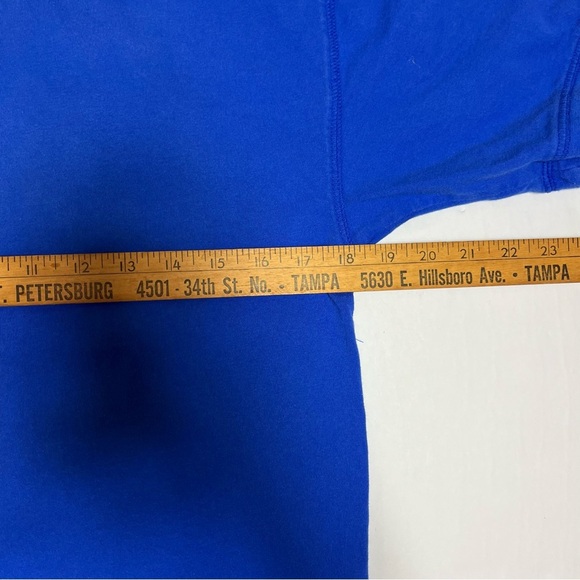 11 12 13 14 15 16 17 18 19 20 21 22 23
. PETERSBURG 4501 - 34th St. No. • TAMPA 5630 E. Hillsboro Ave. • TAMPA